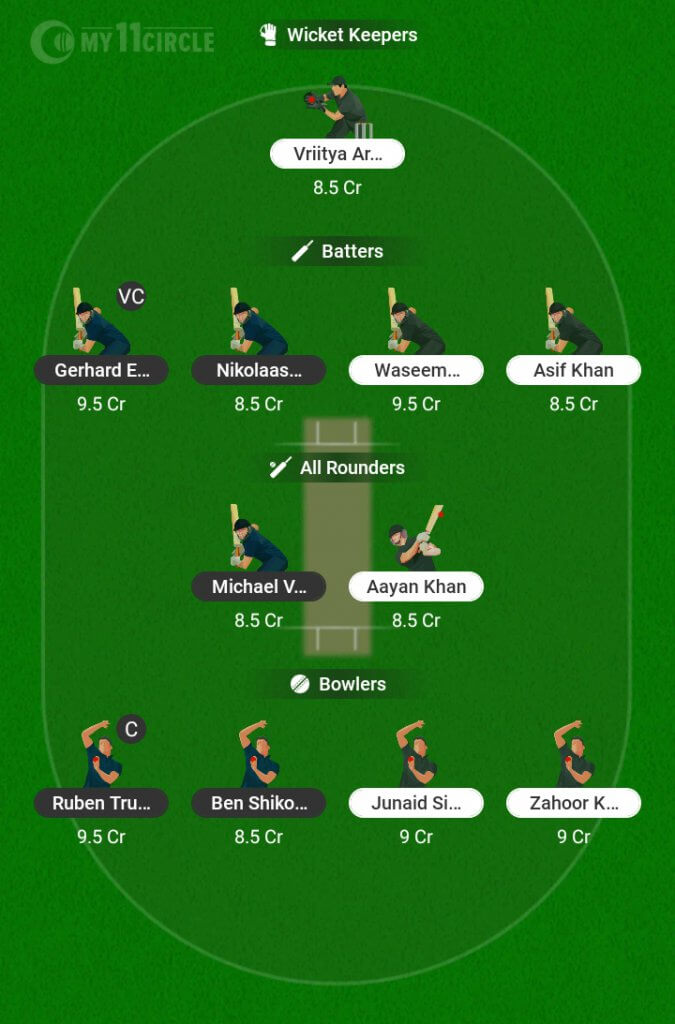 MY11CIRCLE
Wicket Keepers
Vriitya Ar...
8.5 Cr
Batters
VC
Gerhard E...
Nikolaas...
Waseem...
Asif Khan
9.5 Cr
8.5 Cr
9.5 Cr
8.5 Cr
All Rounders
Michael V...
Aayan Khan
8.5 Cr
8.5 Cr
Bowlers
C
Ruben Tru...
Ben Shiko...
Junaid Si...
Zahoor K...
9.5 Cr
8.5 Cr
9 Cr
9 Cr